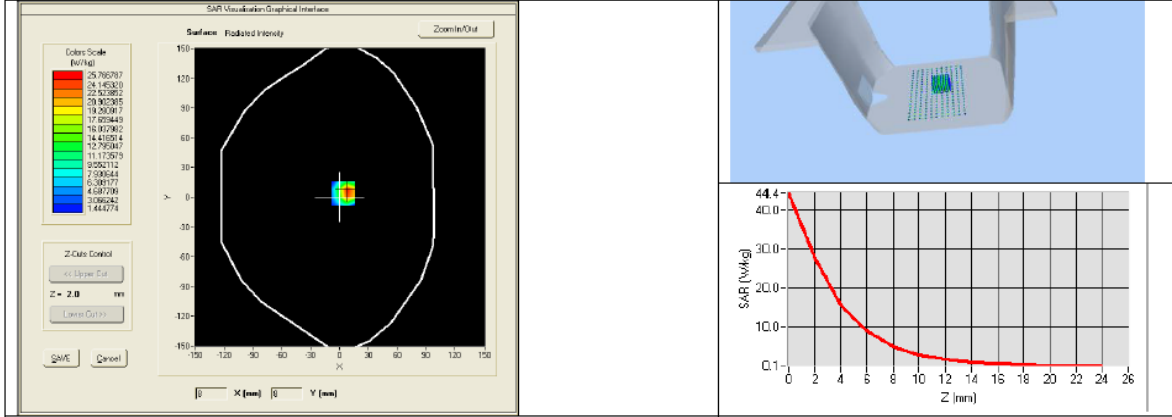 SAR Visualisation Graphical Interface
Surface Radiated Intensity
Zoom In/Out
Colors Scale
(W/kg)
25.766787
24.145320
22.523852
20.902385
19.280917
17.659449
16.037982
14.416514
12.795047
11.173579
9.552112
7.930644
6.309177
4.687709
3.066242
1.444774
150
120
90
60
30
0
-30
-60
-90
-120
-150
Y
-150 -120 -90 -60 -30 0 30 60 90 120 150
X
Z-Cuts Control
<< Upper Cut
Z = 2.0 mm
Lower Cut >>
SAVE Cancel
0 X (mm) 0 Y (mm)
44.4
40.0
30.0
20.0
10.0
0.1
SAR (W/kg)
0 2 4 6 8 10 12 14 16 18 20 22 24 26
Z (mm)